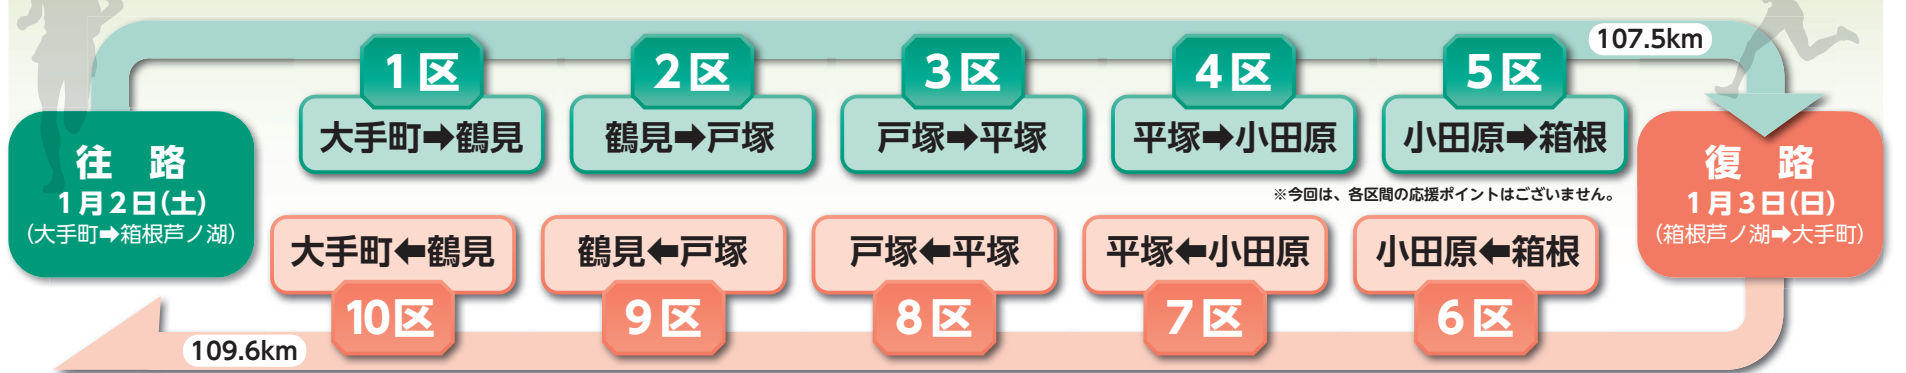 107.5km
往 路
1月2日(土)
(大手町➡箱根芦ノ湖)
1区
大手町➡鶴見
2区
鶴見➡戸塚
3区
戸塚➡平塚
4区
平塚➡小田原
5区
小田原➡箱根
※今回は、各区間の応援ポイントはございません。
復 路
1月3日(日)
(箱根芦ノ湖➡大手町)
小田原⬅箱根
6区
平塚⬅小田原
7区
戸塚⬅平塚
8区
鶴見⬅戸塚
9区
大手町⬅鶴見
10区
109.6km